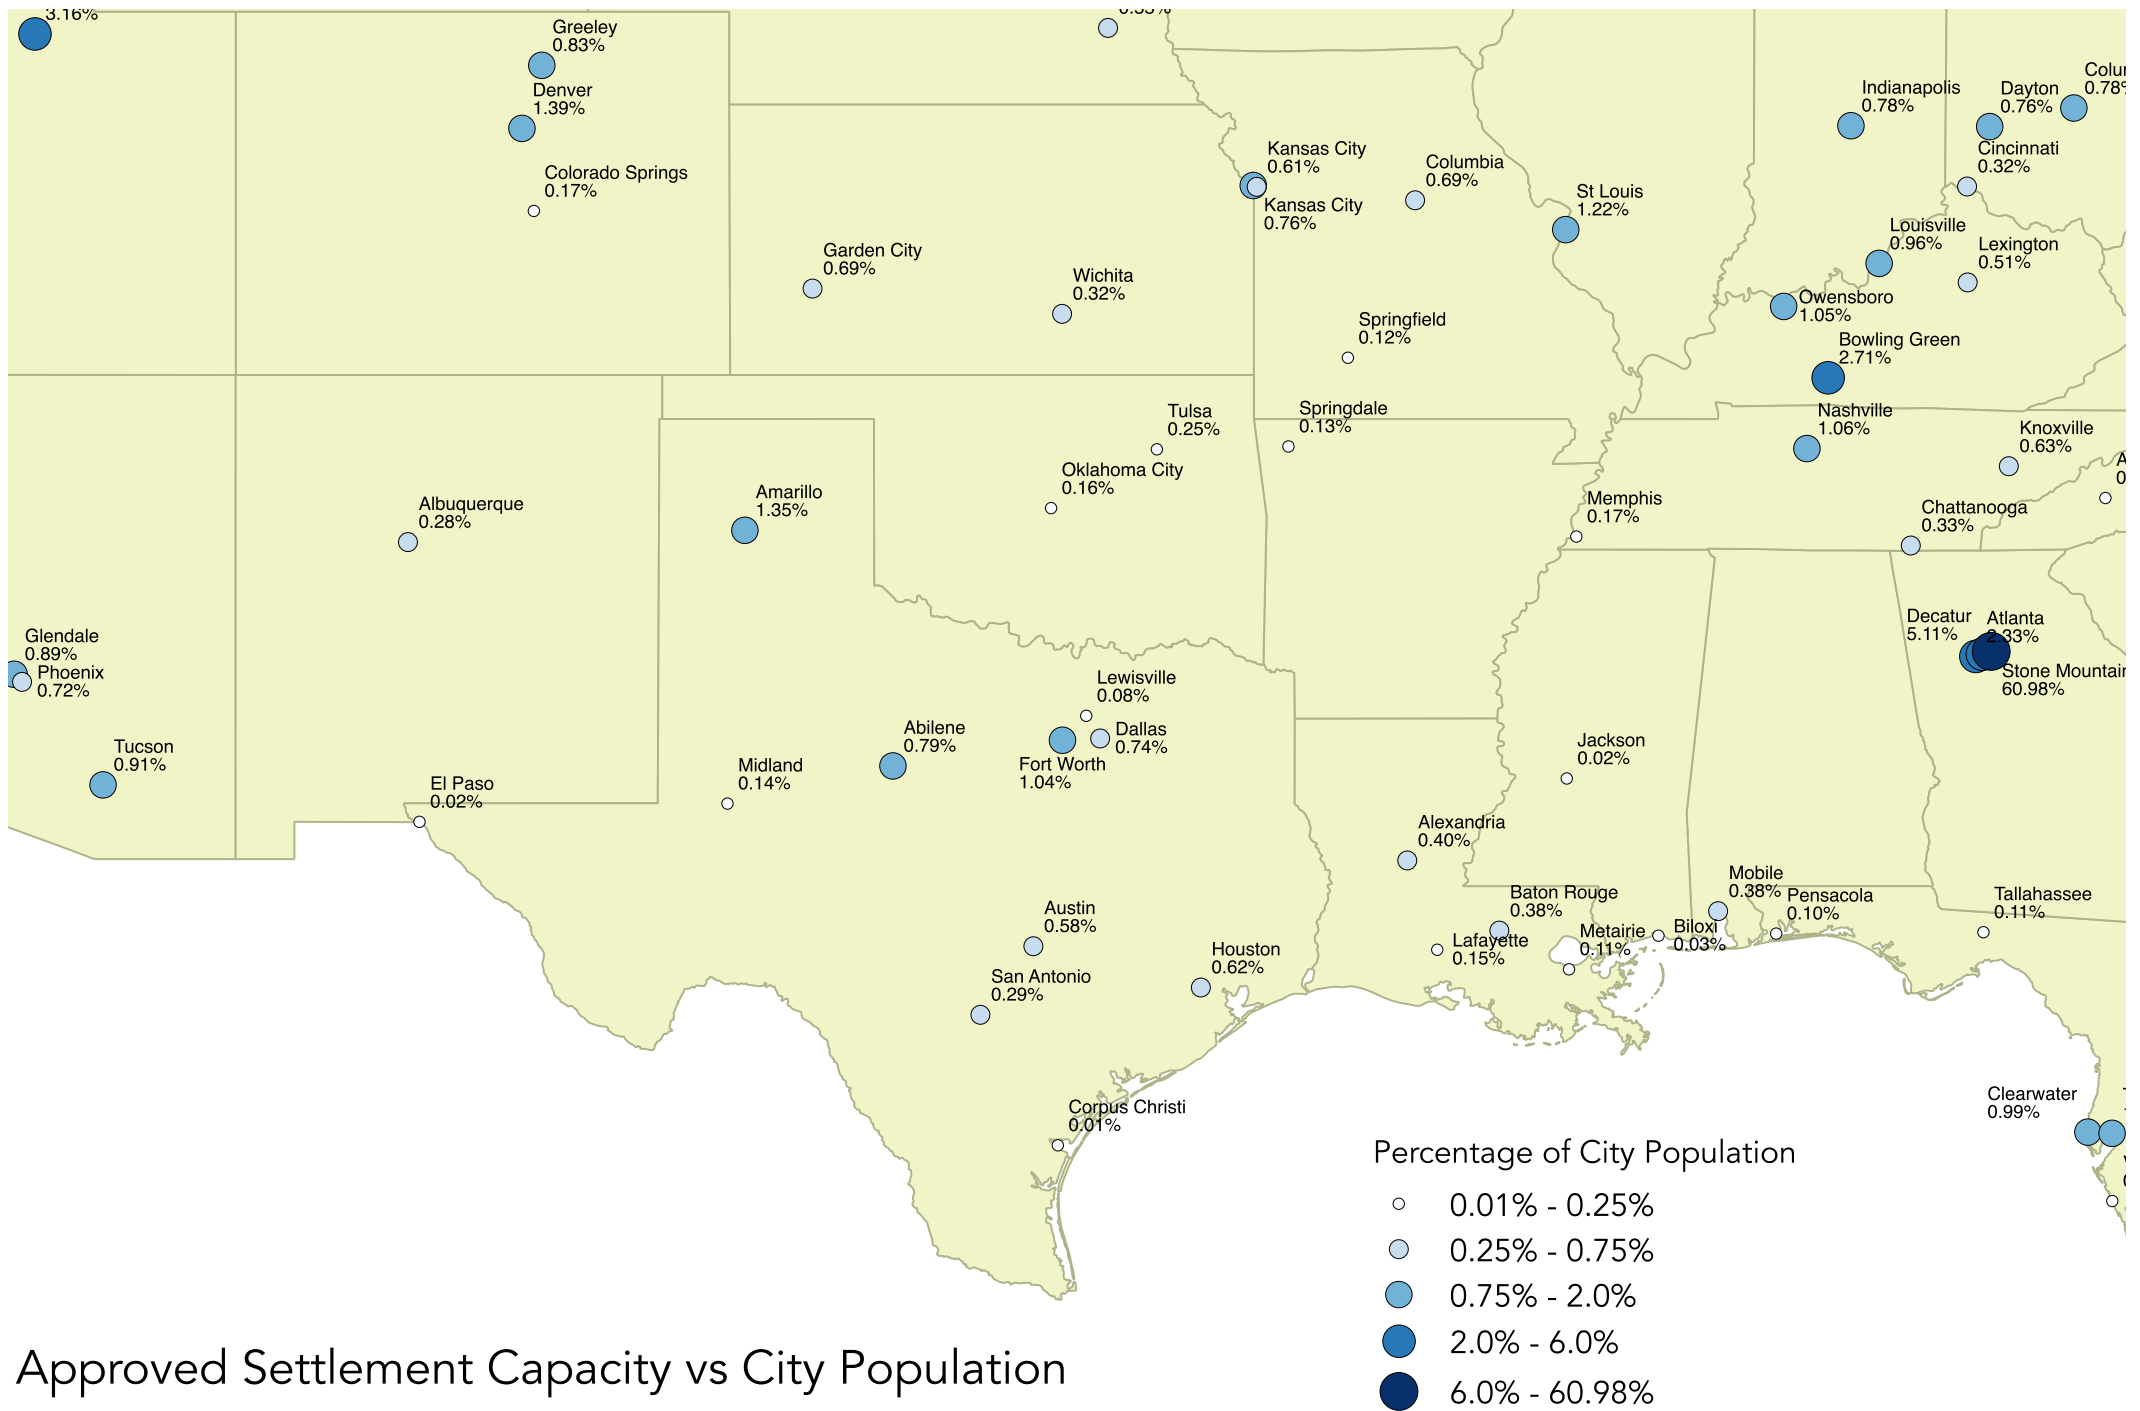 3.16%
Greeley
0.83%
Denver
1.39%
Colorado Springs
0.17%
Indianapolis
0.78%
Dayton
0.76%
0.78%
Cincinnati
0.32%
Kansas City
0.61%
Kansas City
0.76%
Columbia
0.69%
St Louis
1.22%
Louisville
0.96%
Lexington
0.51%
Garden City
0.69%
Wichita
0.32%
Owensboro
1.05%
Springfield
0.12%
Bowling Green
2.71%
Tulsa
0.25%
Springdale
0.13%
Nashville
1.06%
Knoxville
0.63%
Oklahoma City
0.16%
Albuquerque
0.28%
Amarillo
1.35%
Memphis
0.17%
Chattanooga
0.33%
Decatur
5.11%
Atlanta
2.33%
Stone Mountain
60.98%
Glendale
0.89%
Phoenix
0.72%
Tucson
0.91%
El Paso
0.02%
Midland
0.14%
Abilene
0.79%
Lewisville
0.08%
Dallas
0.74%
Fort Worth
1.04%
Jackson
0.02%
Alexandria
0.40%
Austin
0.58%
San Antonio
0.29%
Houston
0.62%
Baton Rouge
0.38%
Lafayette
0.15%
Metairie
0.11%
Biloxi
0.03%
Mobile
0.38%
Pensacola
0.10%
Tallahassee
0.11%
Corpus Christi
0.01%
Clearwater
0.99%
Percentage of City Population
0.01% - 0.25%
0.25% - 0.75%
0.75% - 2.0%
2.0% - 6.0%
6.0% - 60.98%
Approved Settlement Capacity vs City Population